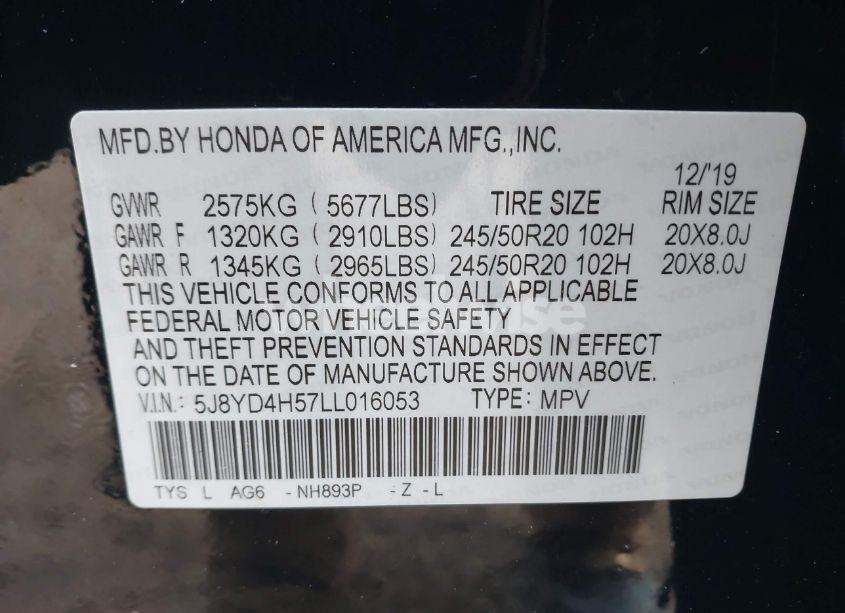 MFD.BY HONDA OF AMERICA MFG.,INC.
12/'19
GVWR 2575KG ( 5677LBS) TIRE SIZE RIM SIZE
GAWR F 1320KG ( 2910LBS) 245/50R20 102H 20X8.0J
GAWR R 1345KG ( 2965LBS) 245/50R20 102H 20X8.0J
THIS VEHICLE CONFORMS TO ALL APPLICABLE
FEDERAL MOTOR VEHICLE SAFETY
AND THEFT PREVENTION STANDARDS IN EFFECT
ON THE DATE OF MANUFACTURE SHOWN ABOVE.
V.I.N.: 5J8YD4H57LL016053 TYPE: MPV
TYS L AG6 -NH893P -Z -L